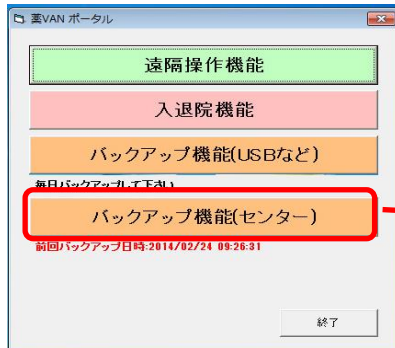 薬VAN ポータル
遠隔操作機能
入退院機能
バックアップ機能(USBなど)
毎日バックアップして下さい
バックアップ機能(センター)
前回バックアップ日時:2014/02/24 09:26:31
終了